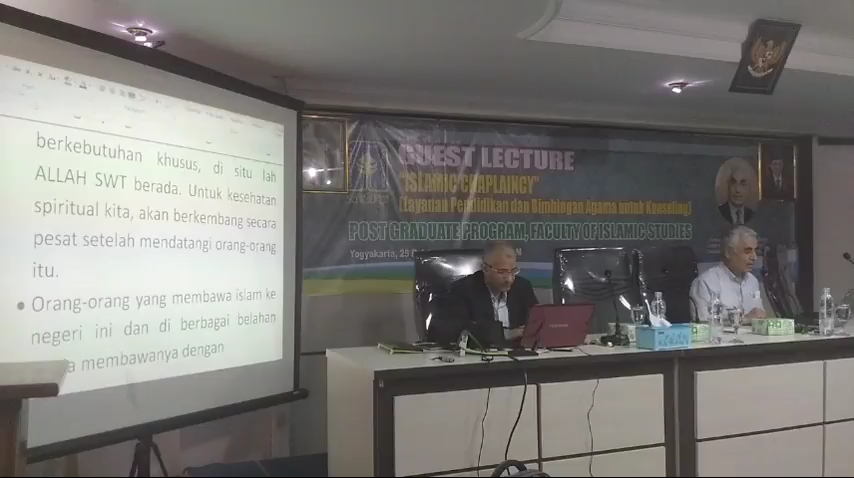 berkebutuhan khusus, di situ lah
ALLAH SWT berada. Untuk kesehatan
spiritual kita, akan berkembang secara
pesat setelah mendatangi orang-orang
itu.
• Orang-orang yang membawa islam ke
negeri ini dan di berbagai belahan
membawanya dengan
GUEST LECTURE
"ISLAMIC CHAPLAINCY"
(Layanan Pendidikan dan Bimbingan Agama untuk Konseling)
POST GRADUATE PROGRAM, FACULTY OF ISLAMIC STUDIES
Yogyakarta, 25